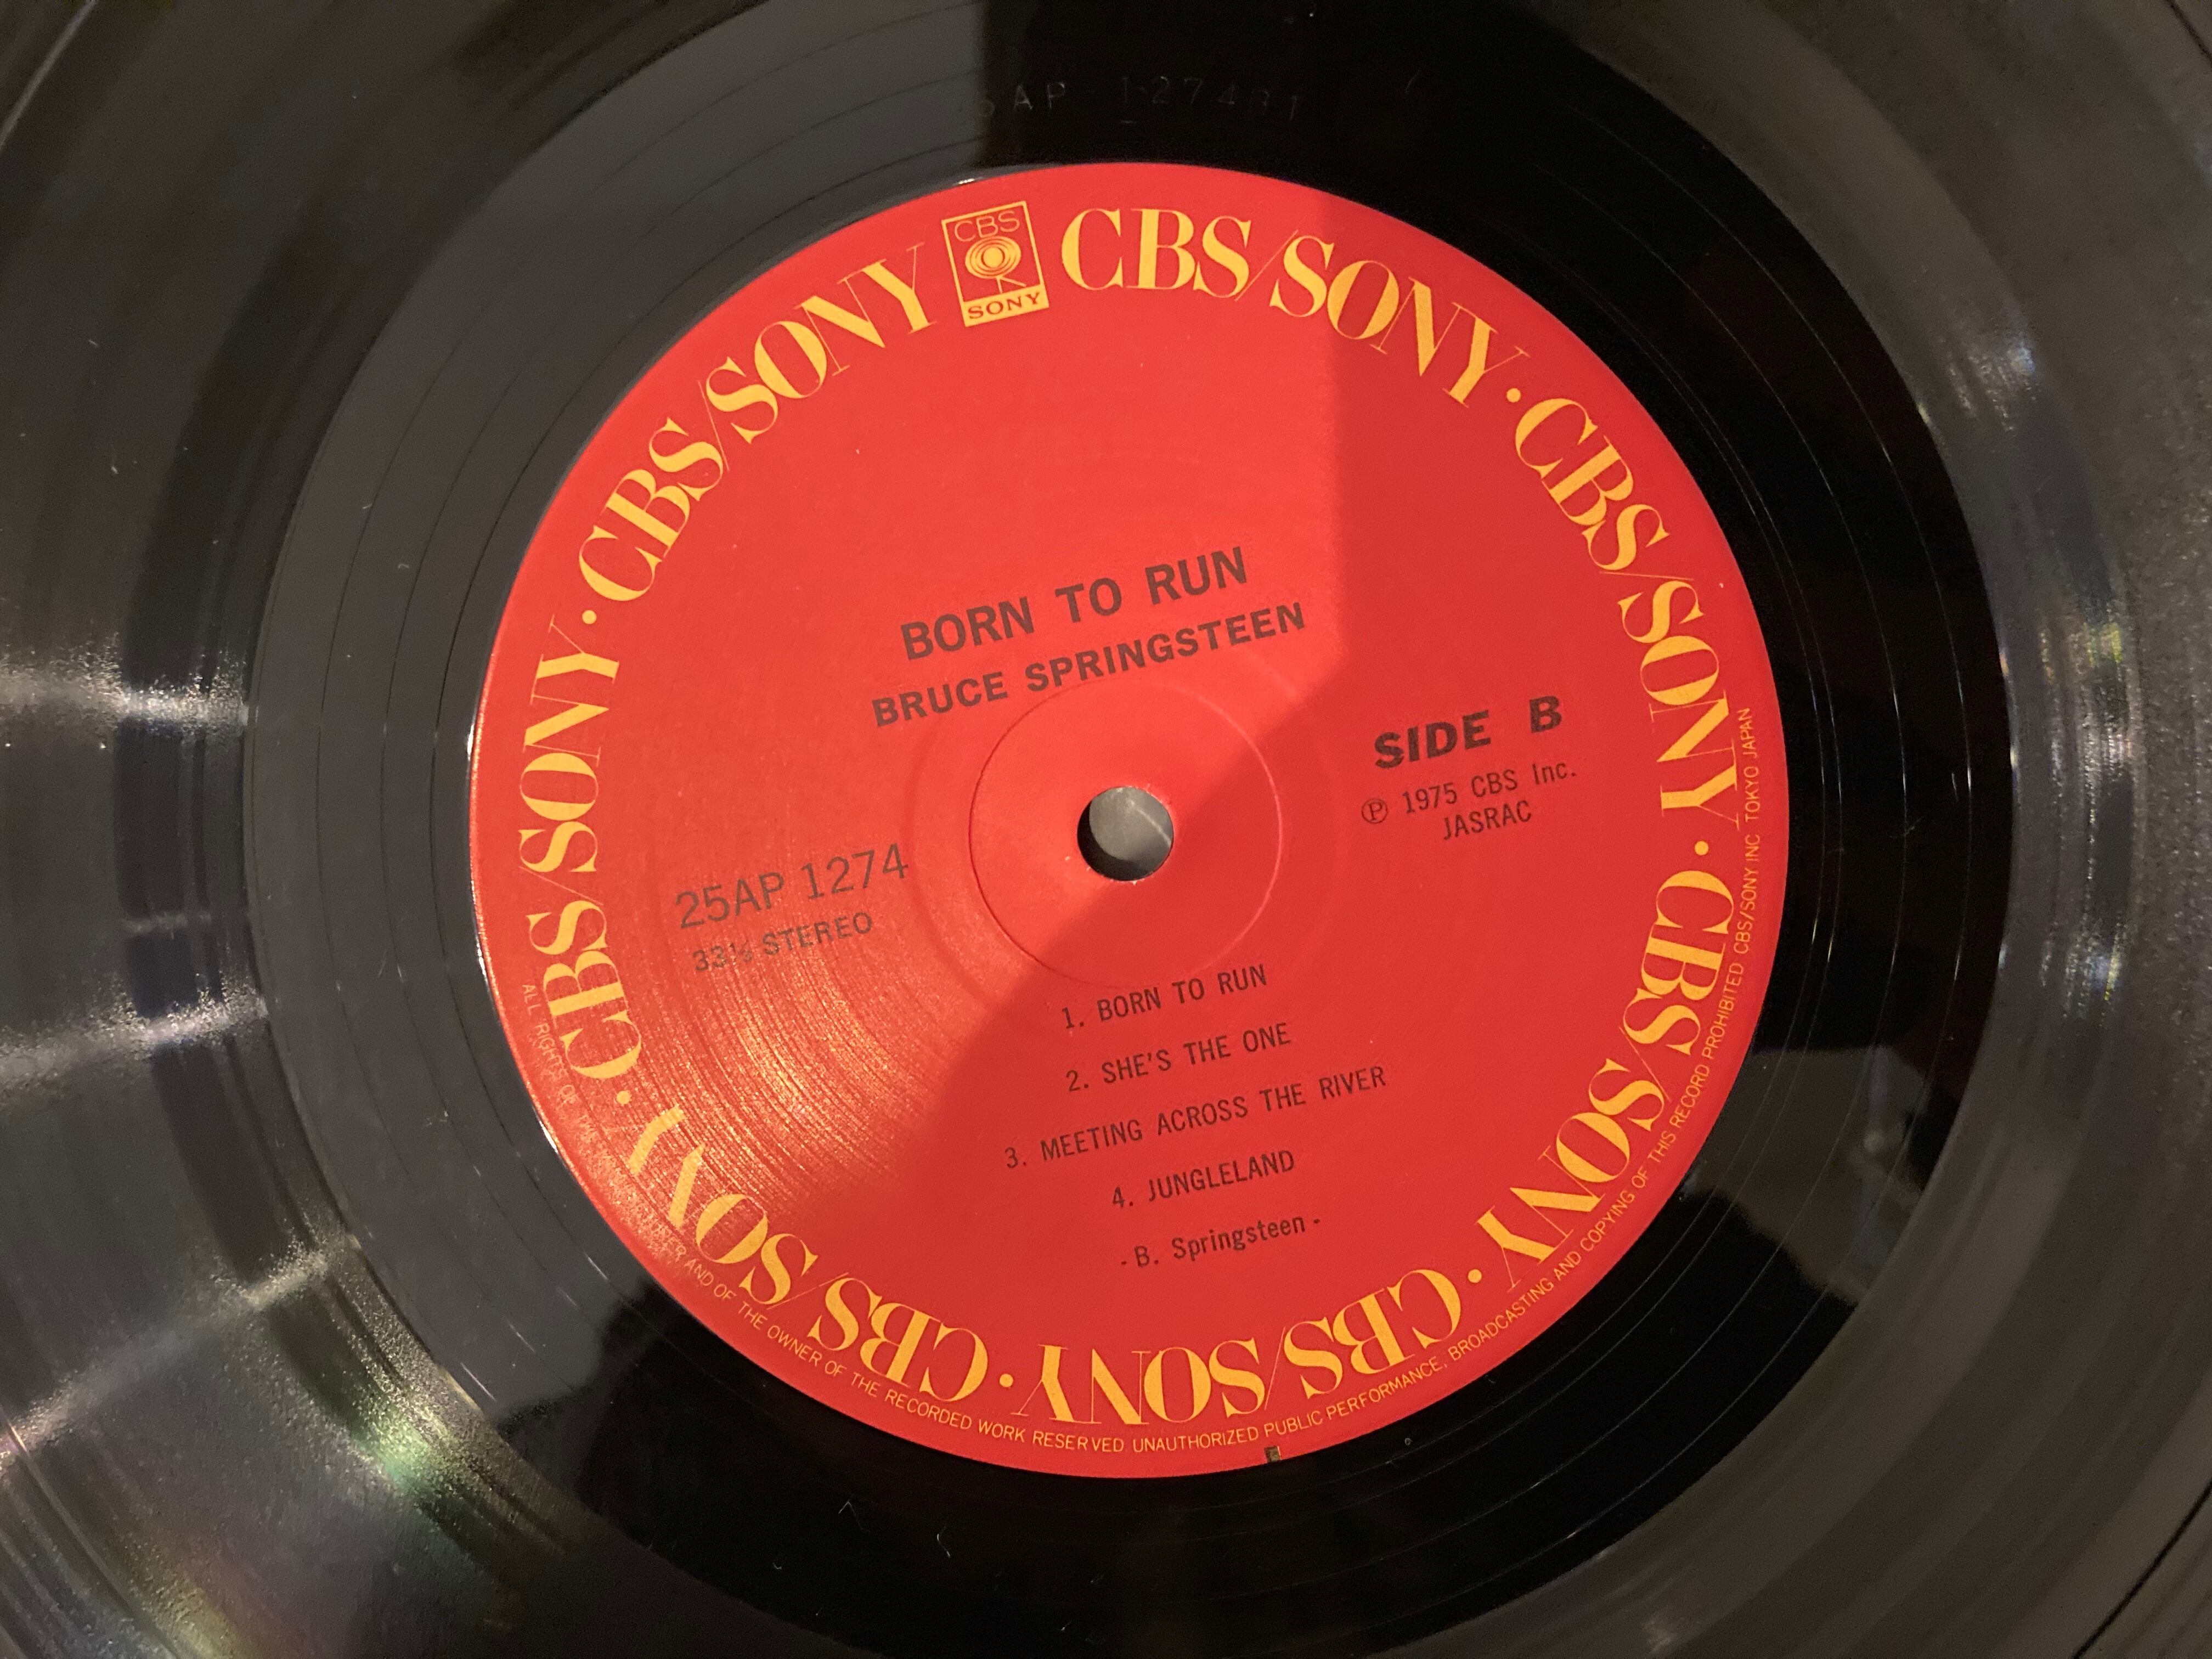 AP 1274B1
CBS
SONY
CBS/SONY · CBS/SONY · CBS/SONY · CBS/SONY · CBS/SONY · CBS/SONY · CBS/SONY
BORN TO RUN
BRUCE SPRINGSTEEN
SIDE B
Ⓟ 1975 CBS Inc.
JASRAC
25AP 1274
33⅓ STEREO
1. BORN TO RUN
2. SHE'S THE ONE
3. MEETING ACROSS THE RIVER
4. JUNGLELAND
- B. Springsteen -
ALL RIGHTS OF AND OF THE OWNER OF THE RECORDED WORK RESERVED UNAUTHORIZED PUBLIC PERFORMANCE, BROADCASTING AND COPYING OF THIS RECORD PROHIBITED CBS/SONY INC TOKYO JAPAN